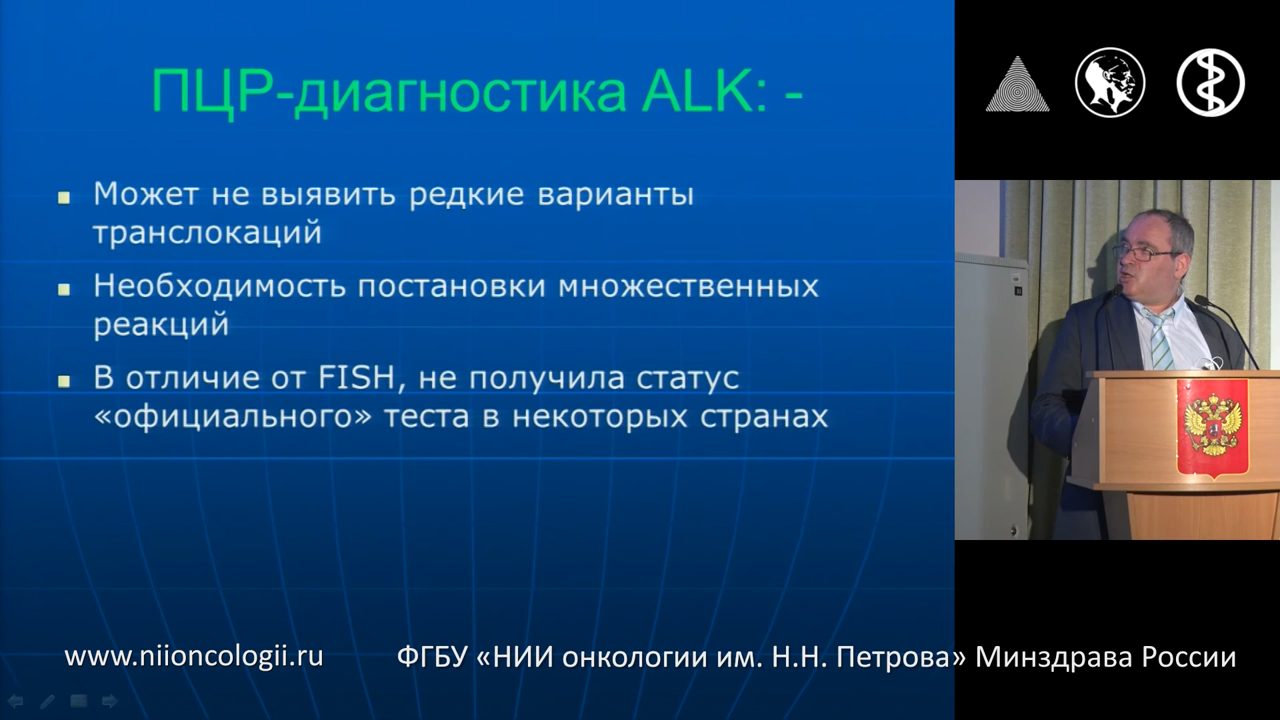 ПЦР-диагностика ALK: -
Может не выявить редкие варианты
транслокаций
Необходимость постановки множественных
реакций
В отличие от FISH, не получила статус
«официального» теста в некоторых странах
www.niioncologii.ru
ФГБУ «НИИ онкологии им. Н.Н. Петрова» Минздрава России